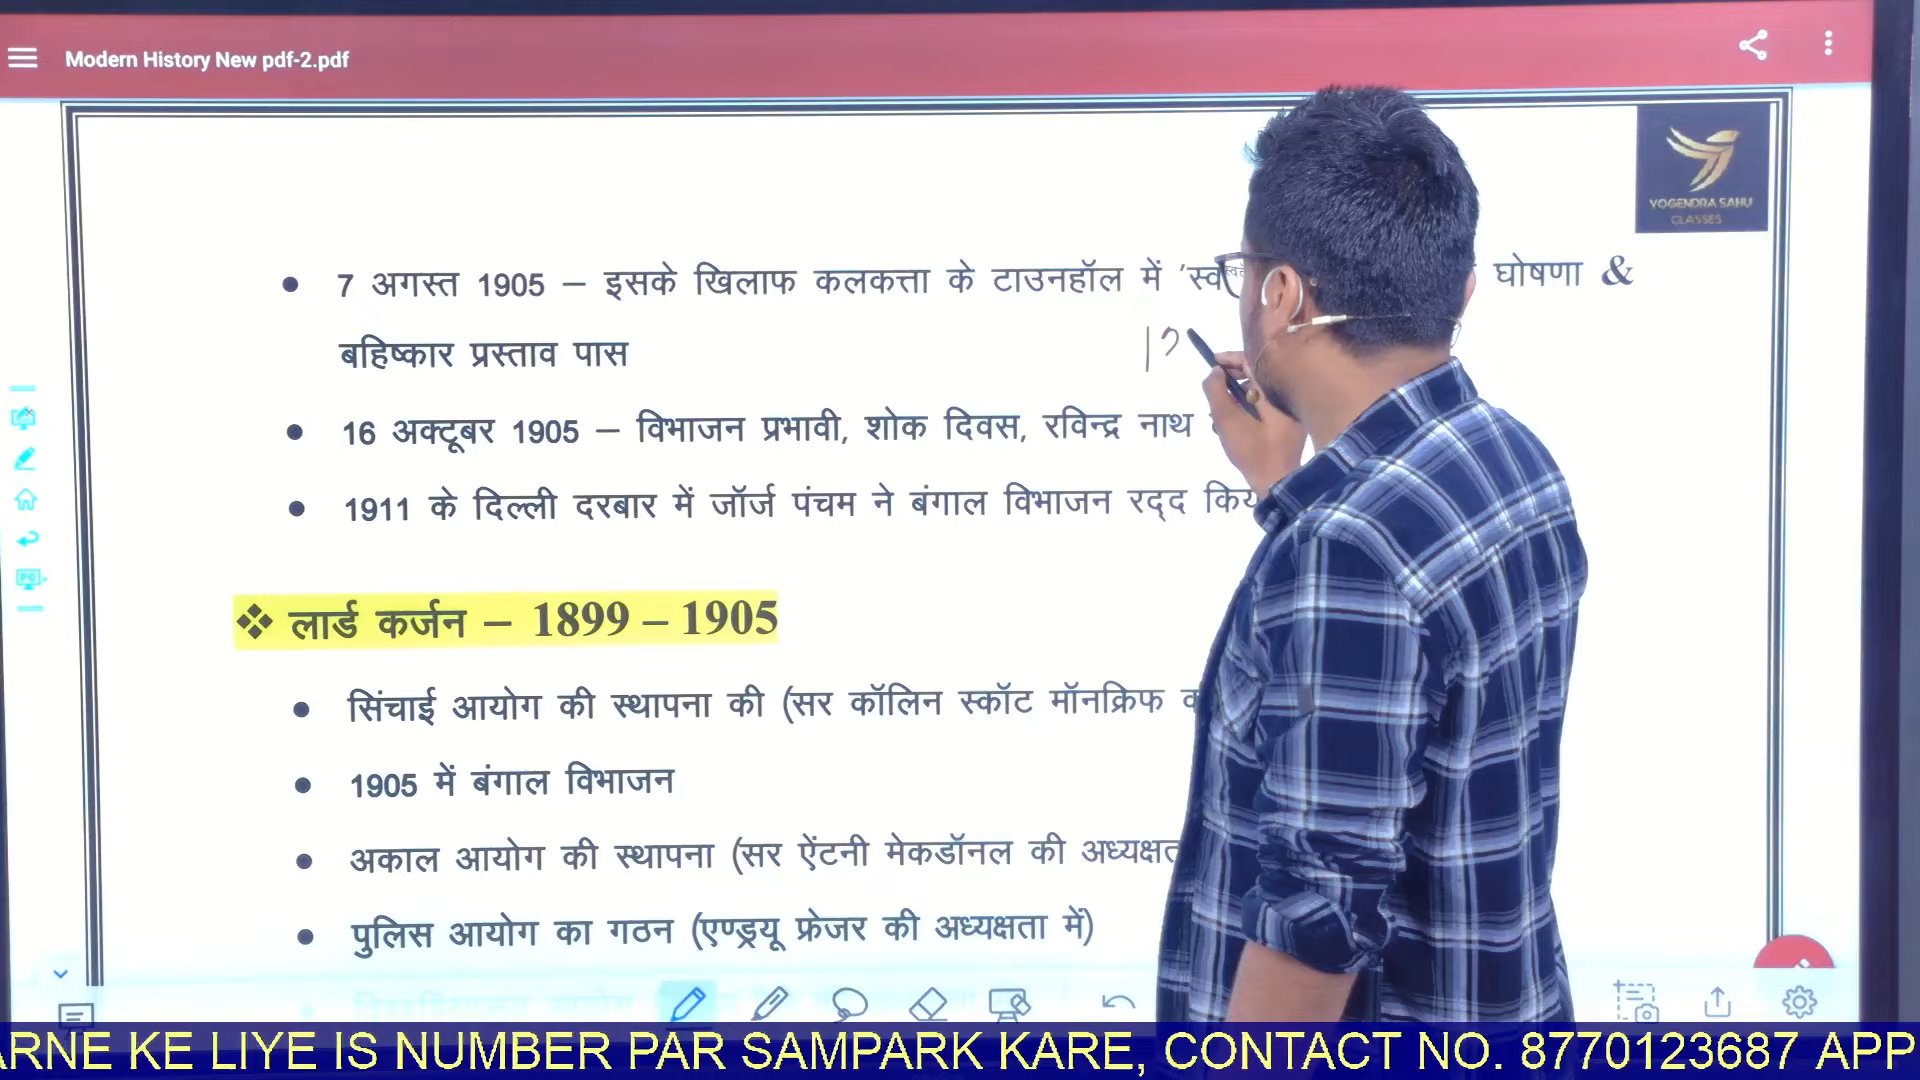 Modern History New pdf-2.pdf
YOGENDRA SAHU
CLASSES
• 7 अगस्त 1905 – इसके खिलाफ कलकत्ता के टाउनहॉल में घोषणा &
बहिष्कार प्रस्ताव पास
• 16 अक्टूबर 1905 – विभाजन प्रभावी, शोक दिवस, रविन्द्र नाथ
• 1911 के दिल्ली दरबार में जॉर्ज पंचम ने बंगाल विभाजन रद्द
❖ लार्ड कर्जन – 1899 – 1905
• सिंचाई आयोग की स्थापना की (सर कॉलिन स्कॉट मॉनक्रिफ
• 1905 में बंगाल विभाजन
• अकाल आयोग की स्थापना (सर ऐंटनी मेकडॉनल की
• पुलिस आयोग का गठन (एण्ड्रयू फ्रेजर की अध्यक्षता में)
KE LIYE IS NUMBER PAR SAMPARK KARE, CONTACT NO. 8770123687 APP